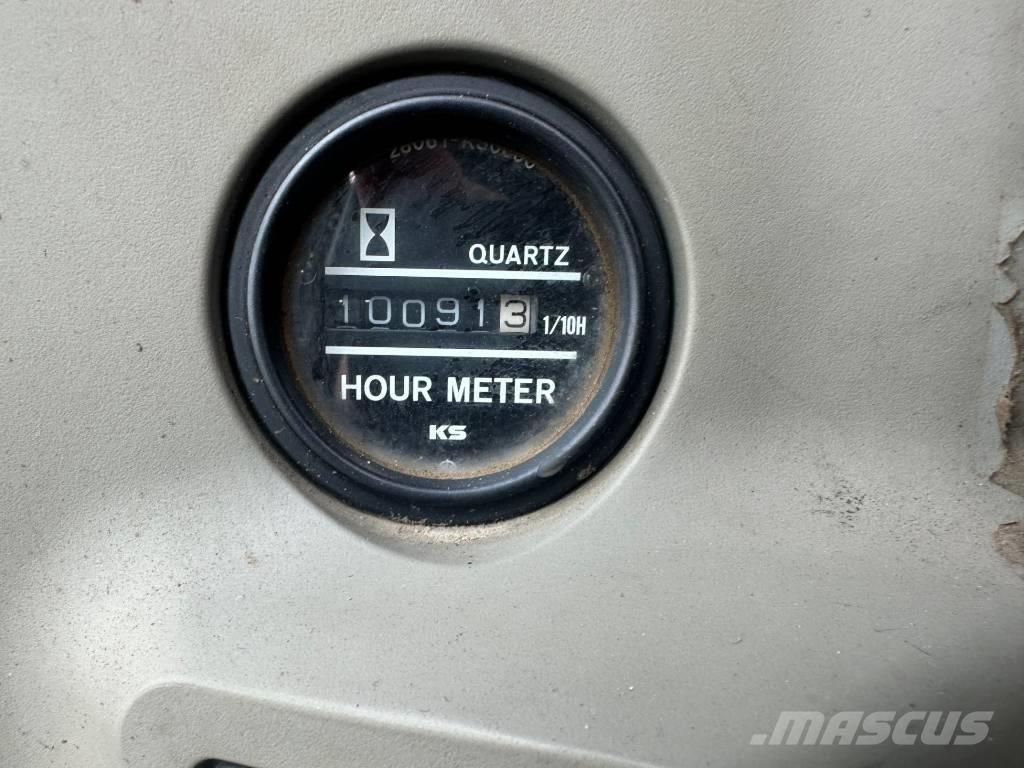 QUARTZ
100913 1/10H
HOUR METER
KS
MASCUS